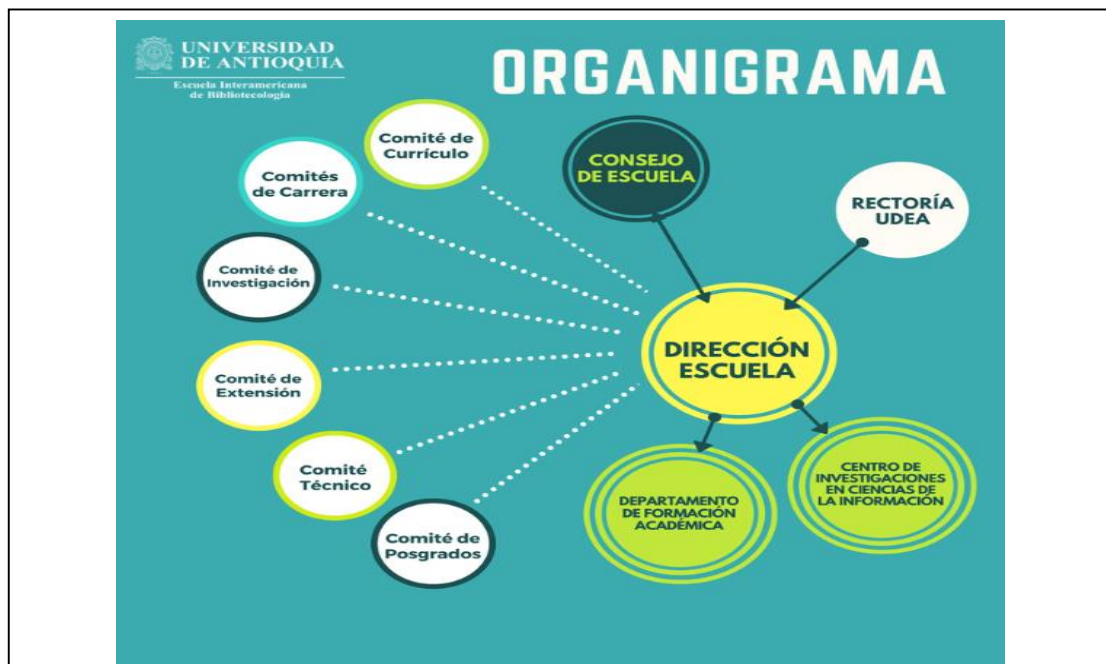 UNIVERSIDAD
DE ANTIOQUIA
Escuela Interamericana
de Bibliotecología
ORGANIGRAMA
Comité de
Currículo
Comités
de Carrera
Comité de
Investigación
Comité de
Extensión
Comité
Técnico
Comité de
Posgrados
CONSEJO
DE ESCUELA
RECTORÍA
UDEA
DIRECCIÓN
ESCUELA
DEPARTAMENTO
DE FORMACIÓN
ACADÉMICA
CENTRO DE
INVESTIGACIONES
EN CIENCIAS DE
LA INFORMACIÓN